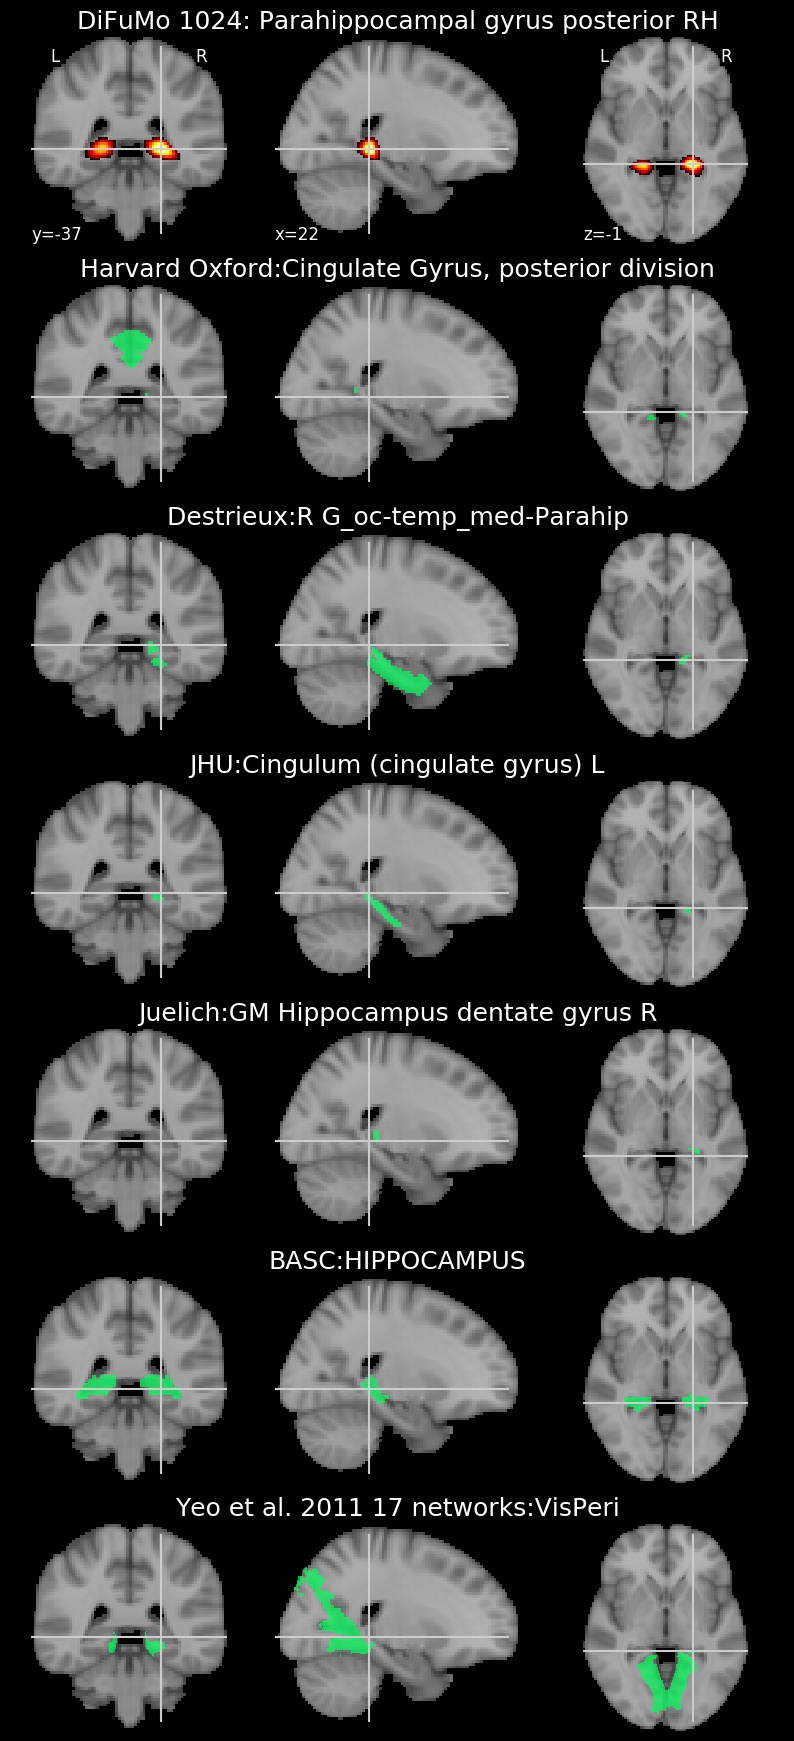 DiFuMo 1024: Parahippocampal gyrus posterior RH
L R L R
y=-37 x=22 z=-1
Harvard Oxford:Cingulate Gyrus, posterior division
Destrieux:R G_oc-temp_med-Parahip
JHU:Cingulum (cingulate gyrus) L
Juelich:GM Hippocampus dentate gyrus R
BASC:HIPPOCAMPUS
Yeo et al. 2011 17 networks:VisPeri